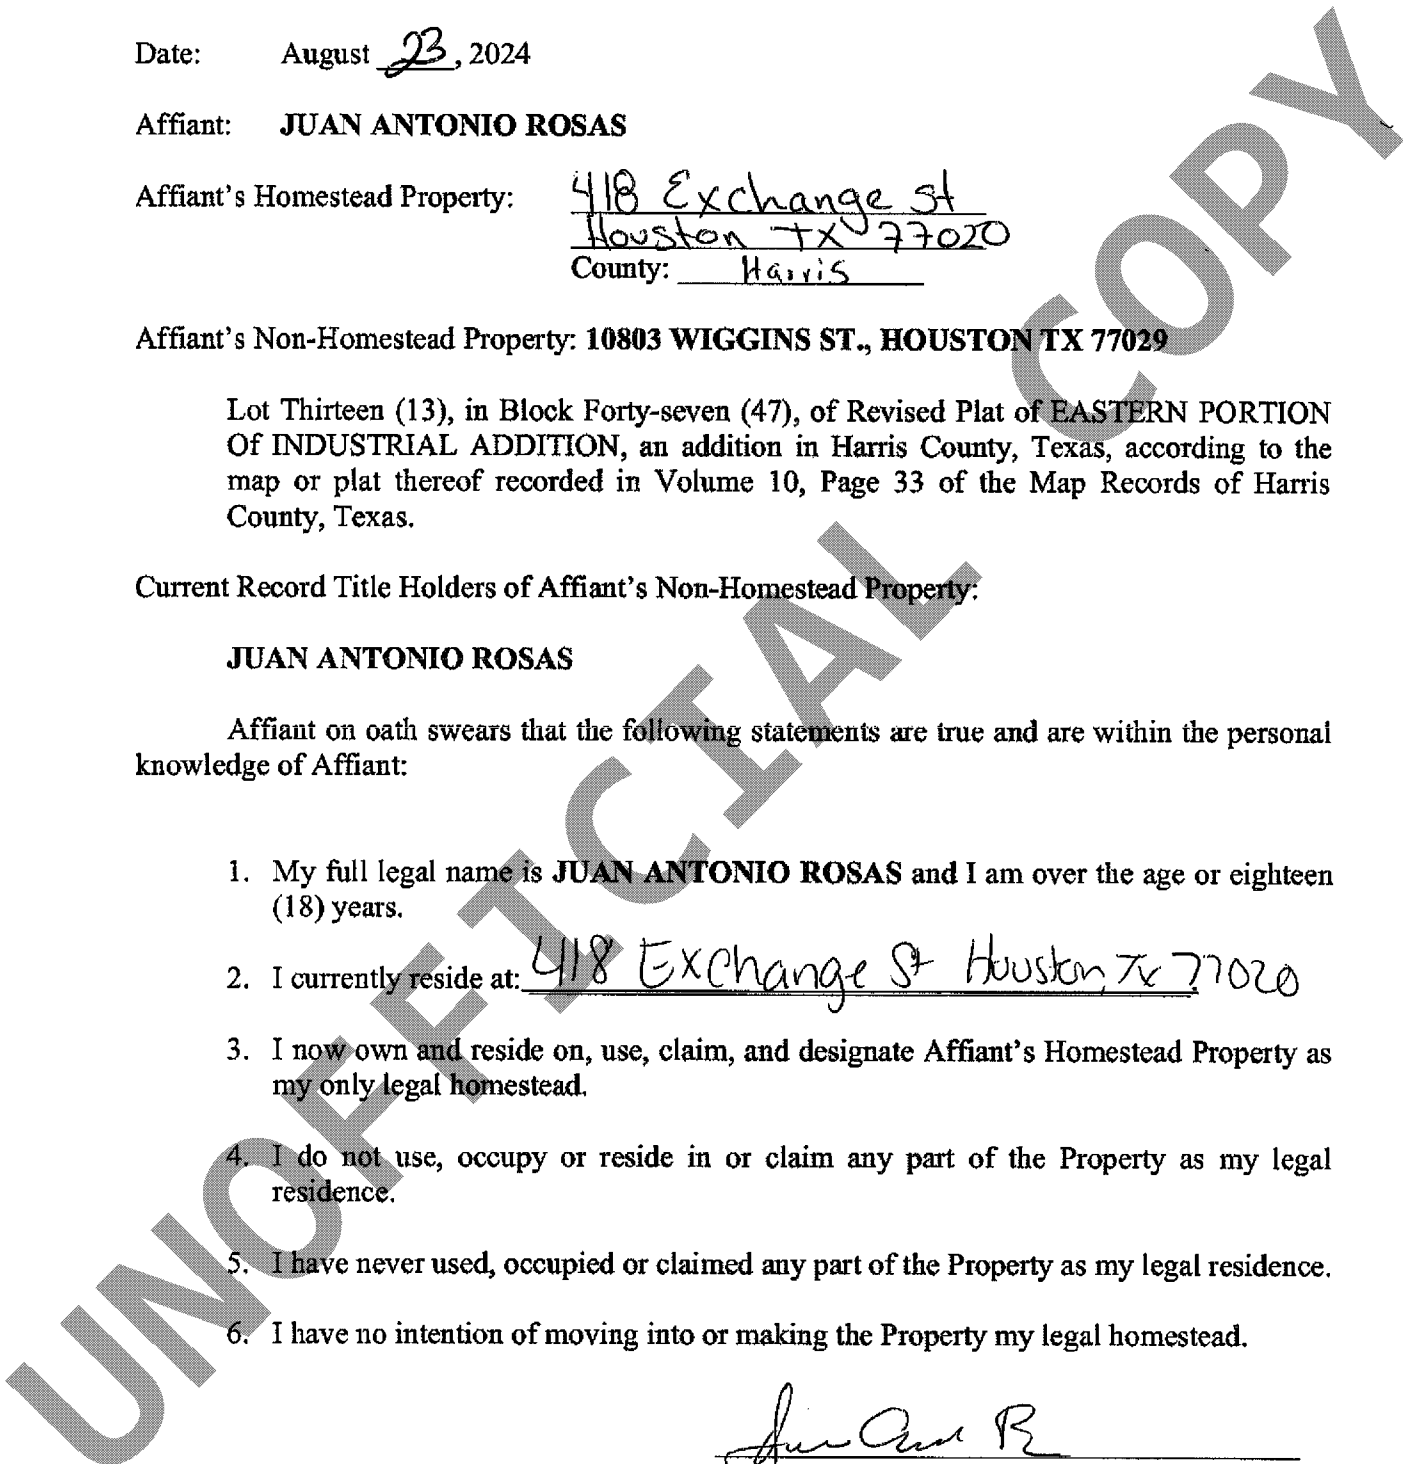 Date: August 23, 2024
Affiant: JUAN ANTONIO ROSAS
Affiant's Homestead Property: 418 Exchange St
Houston TX 77020
County: Harris
Affiant's Non-Homestead Property: 10803 WIGGINS ST., HOUSTON TX 77029
Lot Thirteen (13), in Block Forty-seven (47), of Revised Plat of EASTERN PORTION
Of INDUSTRIAL ADDITION, an addition in Harris County, Texas, according to the
map or plat thereof recorded in Volume 10, Page 33 of the Map Records of Harris
County, Texas.
Current Record Title Holders of Affiant's Non-Homestead Property:
JUAN ANTONIO ROSAS
Affiant on oath swears that the following statements are true and are within the personal
knowledge of Affiant:
1. My full legal name is JUAN ANTONIO ROSAS and I am over the age or eighteen
(18) years.
2. I currently reside at: 418 Exchange St Houston, Tx 77020
3. I now own and reside on, use, claim, and designate Affiant's Homestead Property as
my only legal homestead.
4. I do not use, occupy or reside in or claim any part of the Property as my legal
residence.
5. I have never used, occupied or claimed any part of the Property as my legal residence.
6. I have no intention of moving into or making the Property my legal homestead.
UNOFFICIAL COPY